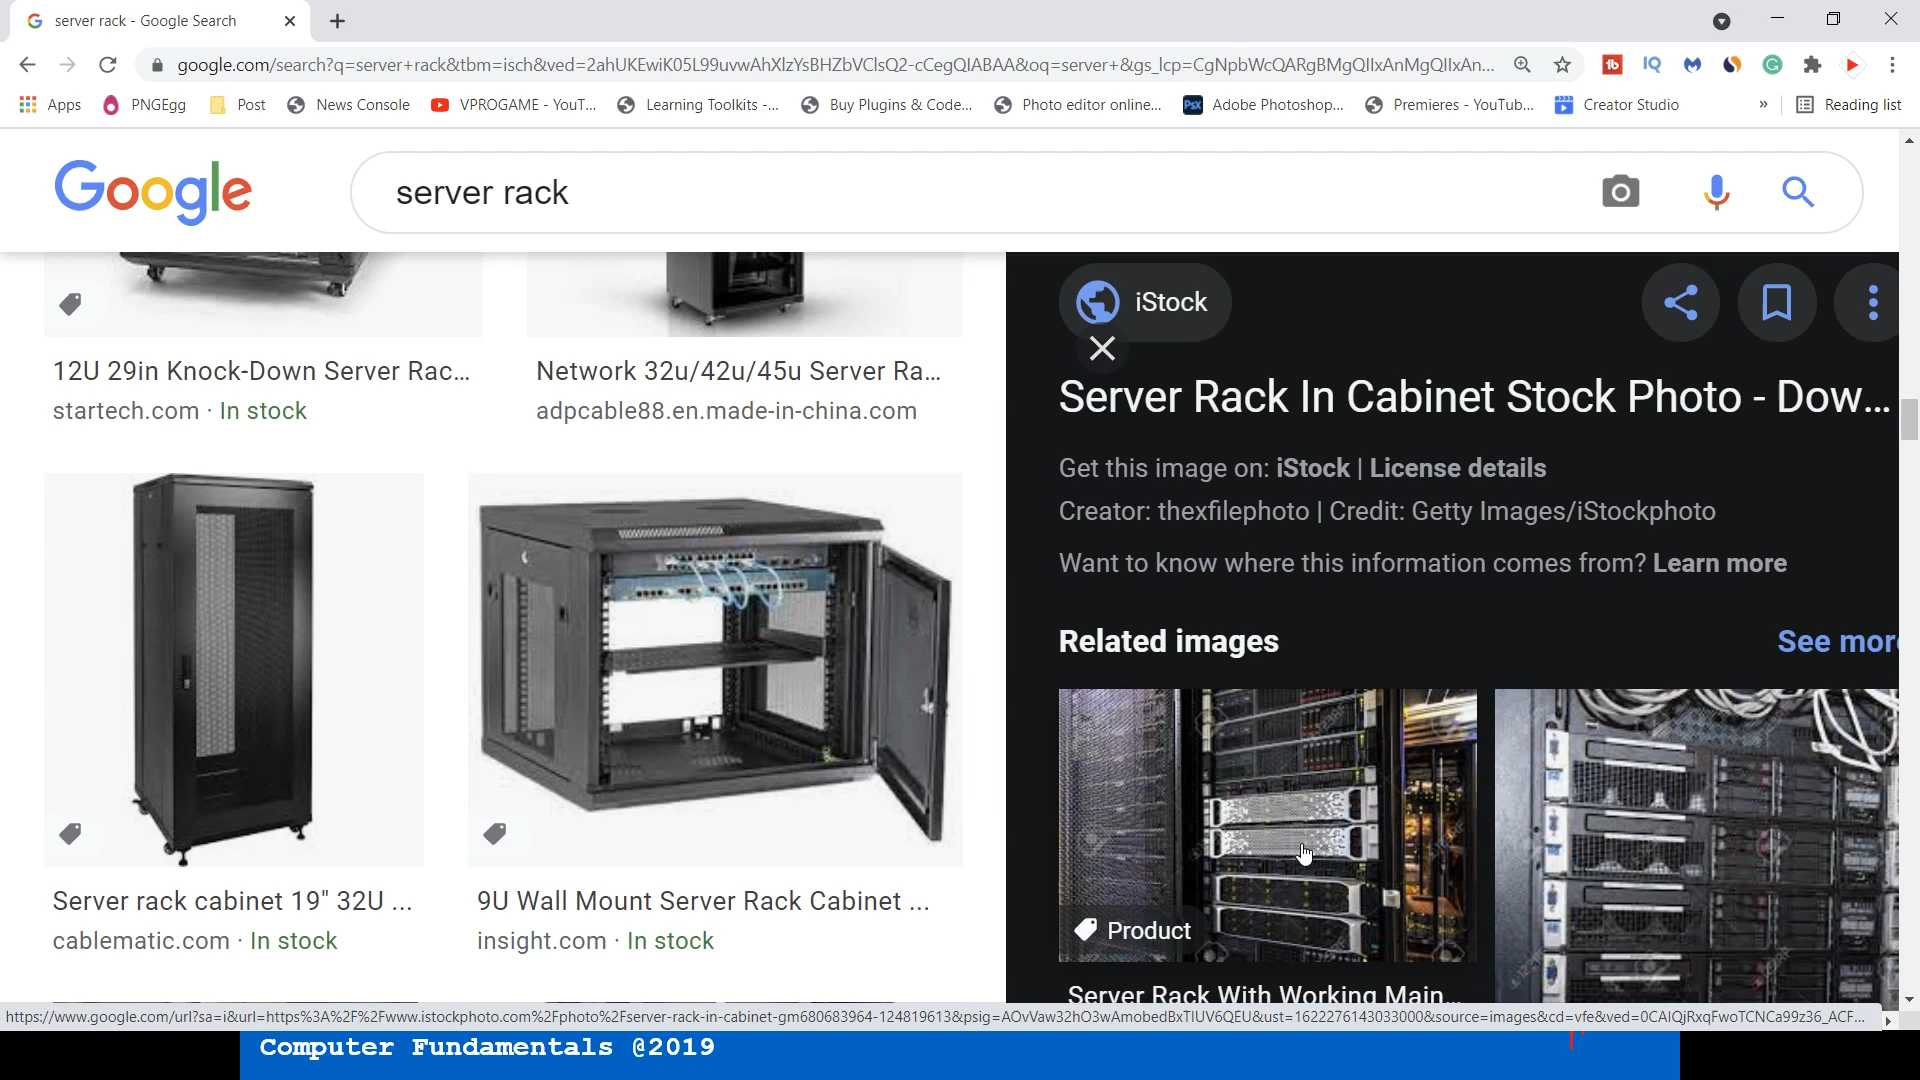 server rack - Google Search
google.com/search?q=server+rack&tbm=isch&ved=2ahUKEwiK05L99uvwAhXlzYsBHZbVClsQ2-cCegQIABAA&oq=server+&gs_lcp=CgNpbWcQARgBMgQIIxAnMgQIIxAn...
Apps PNGEgg Post News Console VPROGAME - YouT... Learning Toolkits -... Buy Plugins & Code... Photo editor online... Adobe Photoshop... Premieres - YouTub... Creator Studio » Reading list
Google
server rack
iStock
12U 29in Knock-Down Server Rac...
startech.com · In stock
Network 32u/42u/45u Server Ra...
adpcable88.en.made-in-china.com
Server Rack In Cabinet Stock Photo - Dow...
Get this image on: iStock | License details
Creator: thexfilephoto | Credit: Getty Images/iStockphoto
Want to know where this information comes from? Learn more
Related images
See more
Product
Server rack cabinet 19" 32U ...
cablematic.com · In stock
9U Wall Mount Server Rack Cabinet ...
insight.com · In stock
Server Rack With Working Main...
https://www.google.com/url?sa=i&url=https%3A%2F%2Fwww.istockphoto.com%2Fphoto%2Fserver-rack-in-cabinet-gm680683964-124819613&psig=AOvVaw32hO3wAmobedBxTIUV6QEU&ust=1622276143033000&source=images&cd=vfe&ved=0CAIQjRxqFwoTCNCa99z36_ACF...
Computer Fundamentals @2019